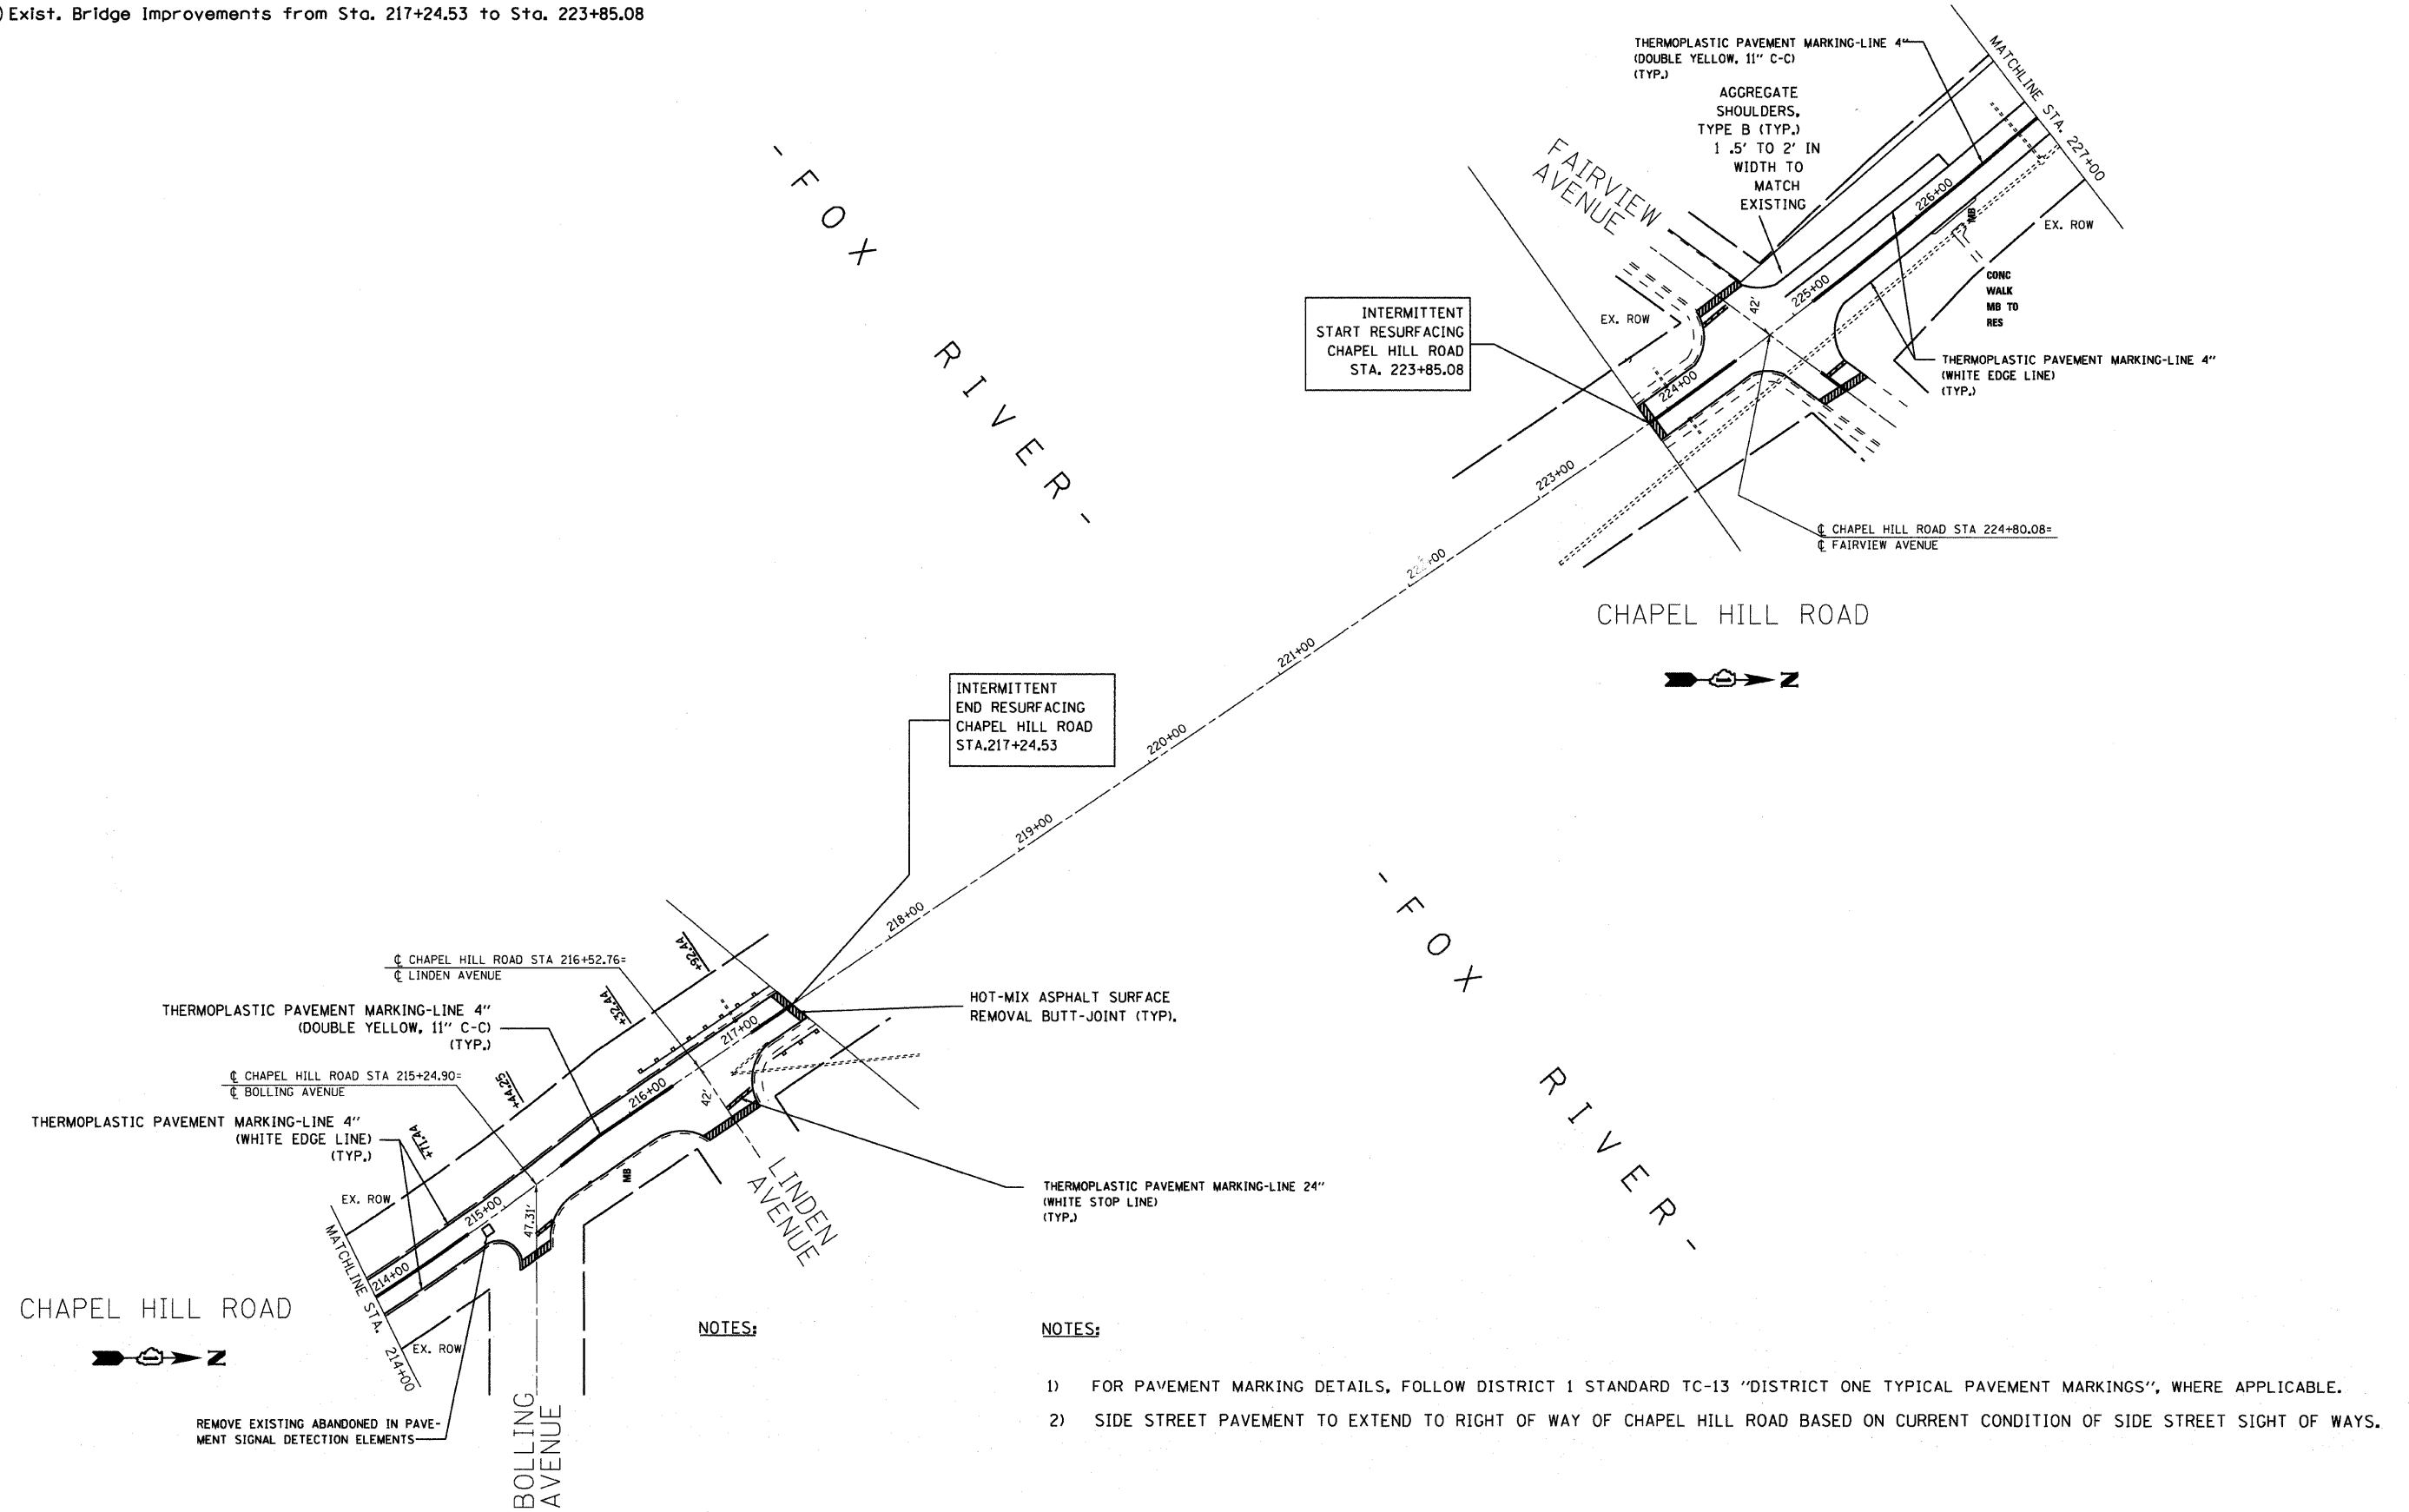 ) Exist. Bridge Improvements from Sta. 217+24.53 to Sta. 223+85.08
THERMOPLASTIC PAVEMENT MARKING-LINE 4"
(DOUBLE YELLOW, 11" C-C)
(TYP.)
AGGREGATE
SHOULDERS,
TYPE B (TYP.)
1 .5' TO 2' IN
WIDTH TO
MATCH
EXISTING
MATCHLINE STA. 227+00
FAIRVIEW
AVENUE
226+00
MB
EX. ROW
225+00
42'
CONC
WALK
MB TO
RES
EX. ROW
INTERMITTENT
START RESURFACING
CHAPEL HILL ROAD
STA. 223+85.08
224+00
THERMOPLASTIC PAVEMENT MARKING-LINE 4"
(WHITE EDGE LINE)
(TYP.)
- FOX RIVER -
223+00
℄ CHAPEL HILL ROAD STA 224+80.08=
℄ FAIRVIEW AVENUE
CHAPEL HILL ROAD
N
221+00
220+00
219+00
218+00
INTERMITTENT
END RESURFACING
CHAPEL HILL ROAD
STA.217+24.53
- FOX RIVER -
+92.44
℄ CHAPEL HILL ROAD STA 216+52.76=
℄ LINDEN AVENUE
+32.44
THERMOPLASTIC PAVEMENT MARKING-LINE 4"
(DOUBLE YELLOW, 11" C-C)
(TYP.)
HOT-MIX ASPHALT SURFACE
REMOVAL BUTT-JOINT (TYP).
217+00
℄ CHAPEL HILL ROAD STA 215+24.90=
℄ BOLLING AVENUE
+44.25
216+00
42'
THERMOPLASTIC PAVEMENT MARKING-LINE 4"
(WHITE EDGE LINE)
(TYP.)
+71.44
MB
LINDEN
AVENUE
THERMOPLASTIC PAVEMENT MARKING-LINE 24"
(WHITE STOP LINE)
(TYP.)
EX. ROW
215+00
47.31'
214+00
MATCHLINE STA. 214+00
CHAPEL HILL ROAD
N
EX. ROW
REMOVE EXISTING ABANDONED IN PAVE-
MENT SIGNAL DETECTION ELEMENTS
BOLLING
AVENUE
NOTES:
NOTES:
1) FOR PAVEMENT MARKING DETAILS, FOLLOW DISTRICT 1 STANDARD TC-13 "DISTRICT ONE TYPICAL PAVEMENT MARKINGS", WHERE APPLICABLE.
2) SIDE STREET PAVEMENT TO EXTEND TO RIGHT OF WAY OF CHAPEL HILL ROAD BASED ON CURRENT CONDITION OF SIDE STREET SIGHT OF WAYS.